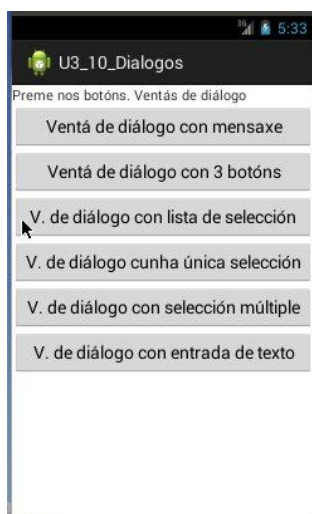 3G 5:33
U3_10_Dialogos
Preme nos botóns. Ventás de diálogo
Ventá de diálogo con mensaxe
Ventá de diálogo con 3 botóns
V. de diálogo con lista de selección
V. de diálogo cunha única selección
V. de diálogo con selección múltiple
V. de diálogo con entrada de texto